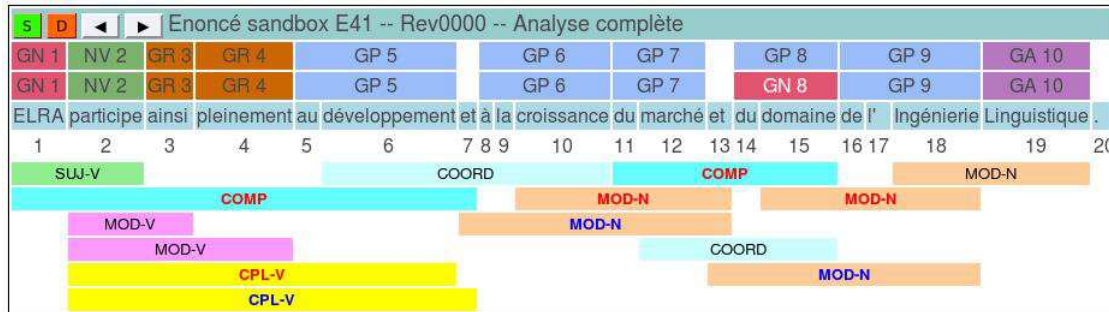 S D ◄ ► Enoncé sandbox E41 -- Rev0000 -- Analyse complète
GN 1 NV 2 GR 3 GR 4 GP 5 GP 6 GP 7 GP 8 GP 9 GA 10
GN 1 NV 2 GR 3 GR 4 GP 5 GP 6 GP 7 GN 8 GP 9 GA 10
ELRA participe ainsi pleinement au développement et à la croissance du marché et du domaine de l' Ingénierie Linguistique .
1 2 3 4 5 6 7 8 9 10 11 12 13 14 15 16 17 18 19 20
SUJ-V COORD COMP MOD-N
COMP MOD-N MOD-N
MOD-V MOD-N
MOD-V COORD
CPL-V MOD-N
CPL-V